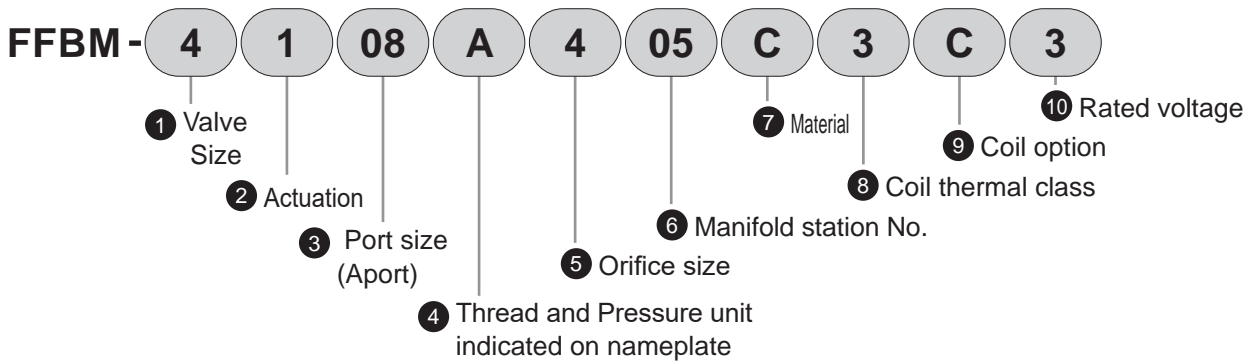 FFBM- 4 1 08 A 4 05 C 3 C 3
1 Valve
Size
2 Actuation
3 Port size
(Aport)
4 Thread and Pressure unit
indicated on nameplate
5 Orifice size
6 Manifold station No.
7 Material
8 Coil thermal class
9 Coil option
10 Rated voltage